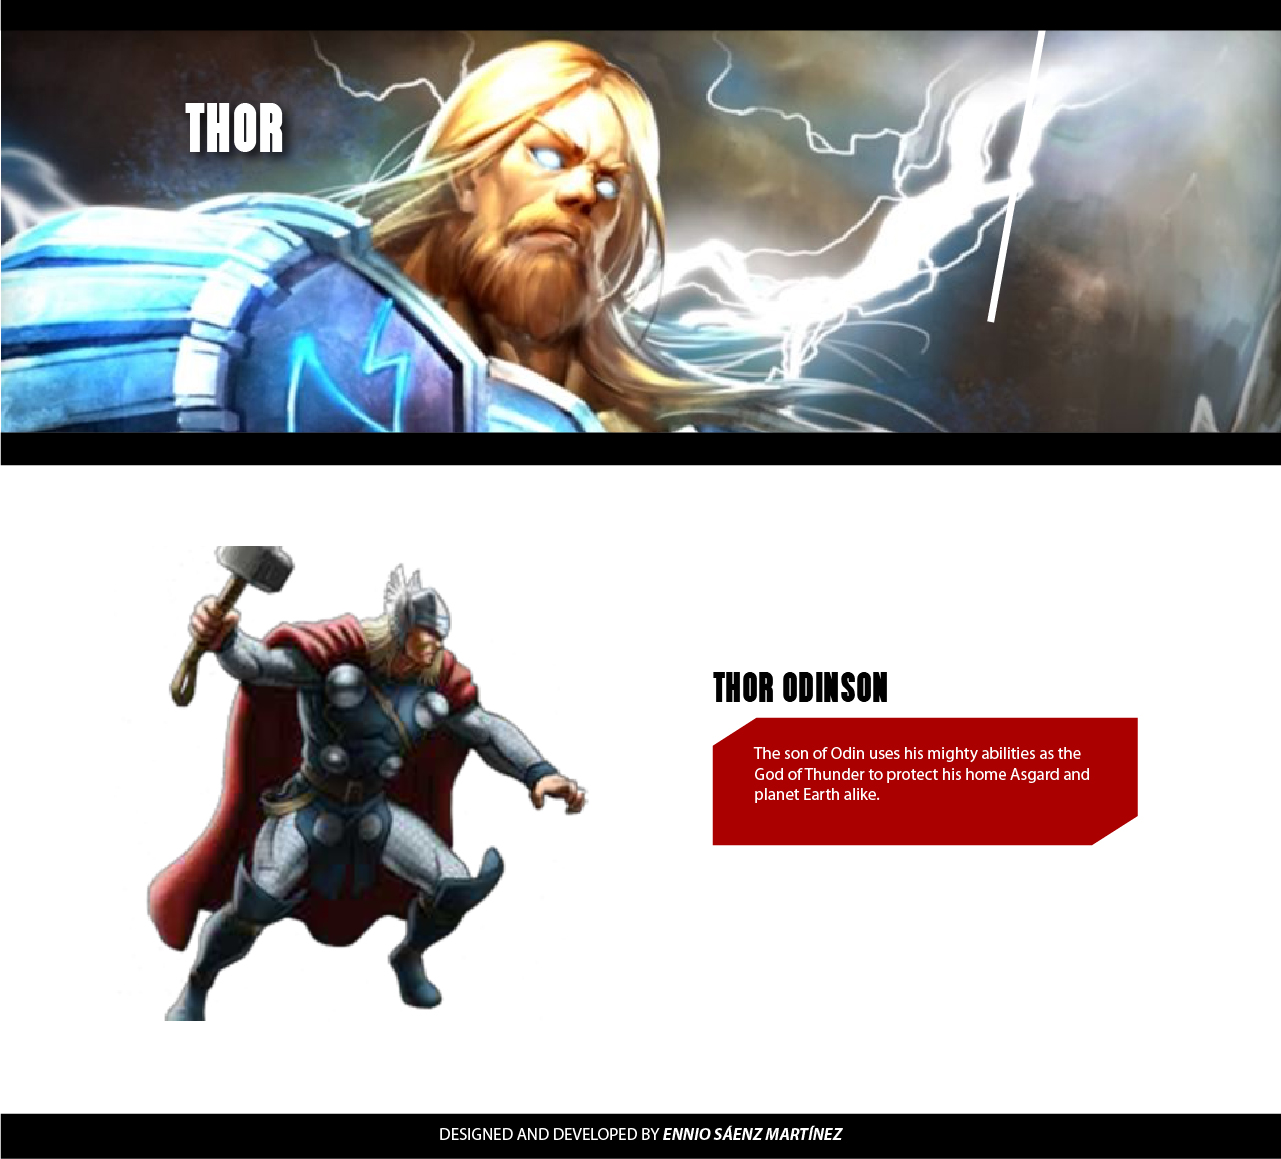 THOR
THOR ODINSON
The son of Odin uses his mighty abilities as the
God of Thunder to protect his home Asgard and
planet Earth alike.
DESIGNED AND DEVELOPED BY ENNIO SÁENZ MARTÍNEZ